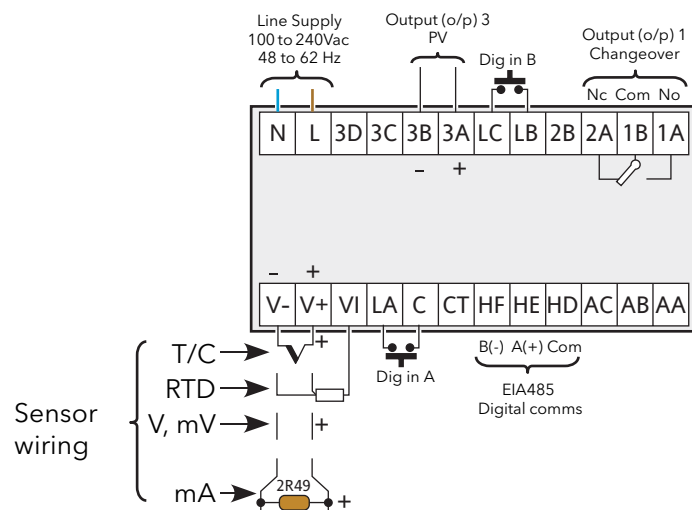 Line Supply
100 to 240Vac
48 to 62 Hz
Output (o/p) 3
PV
Dig in B
Output (o/p) 1
Changeover
Nc Com No
N L 3D 3C 3B 3A LC LB 2B 2A 1B 1A
– +
– +
V- V+ VI LA C CT HF HE HD AC AB AA
T/C
+
Dig in A
B(-) A(+) Com
EIA485
Digital comms
RTD
Sensor
wiring
V, mV
+
mA
2R49
+